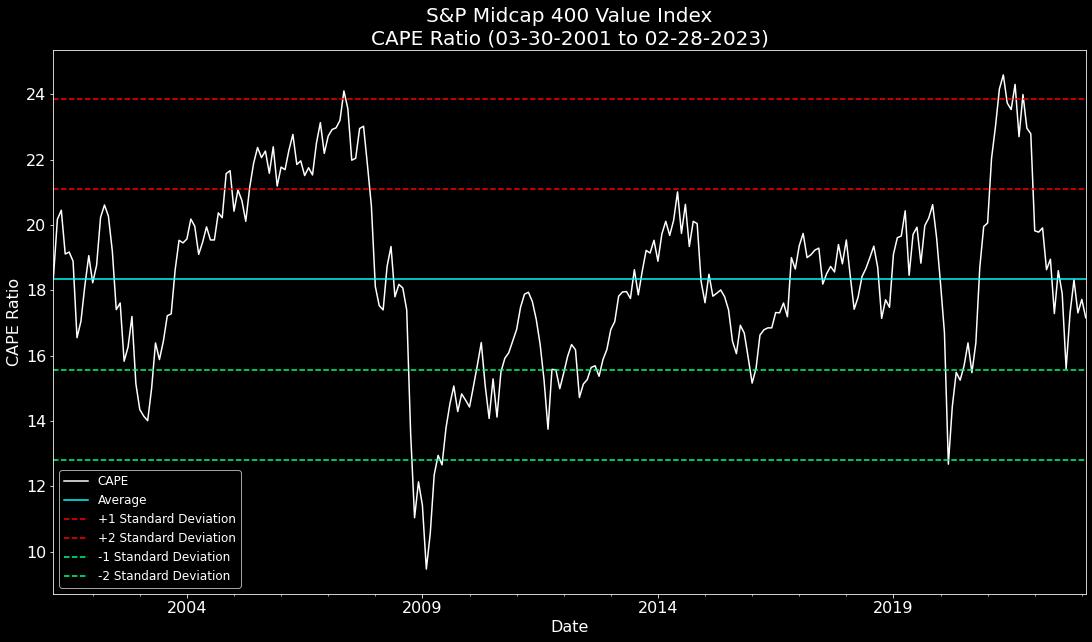 S&P Midcap 400 Value Index
CAPE Ratio (03-30-2001 to 02-28-2023)
CAPE Ratio
24
22
20
18
16
14
12
10
CAPE
Average
+1 Standard Deviation
+2 Standard Deviation
-1 Standard Deviation
-2 Standard Deviation
2004
2009
2014
2019
Date